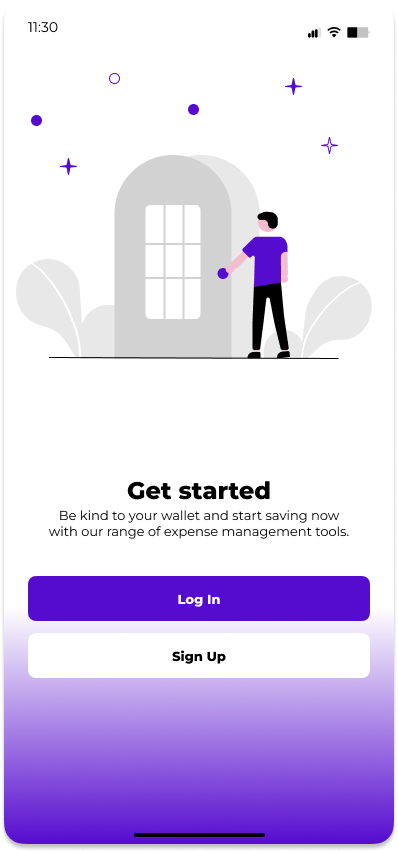 11:30
Get started
Be kind to your wallet and start saving now
with our range of expense management tools.
Log In
Sign Up